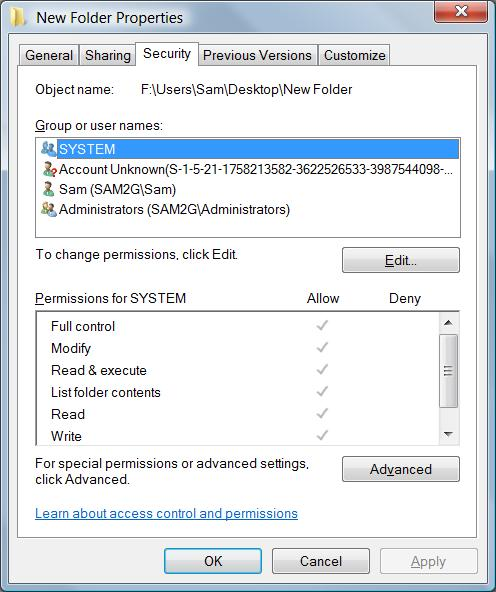 New Folder Properties
General Sharing Security Previous Versions Customize
Object name: F:\Users\Sam\Desktop\New Folder
Group or user names:
SYSTEM
Account Unknown(S-1-5-21-1758213582-3622526533-3987544098-...
Sam (SAM2G\Sam)
Administrators (SAM2G\Administrators)
To change permissions, click Edit.
Edit...
Permissions for SYSTEM Allow Deny
Full control
Modify
Read & execute
List folder contents
Read
Write
For special permissions or advanced settings,
click Advanced.
Advanced
Learn about access control and permissions
OK Cancel Apply